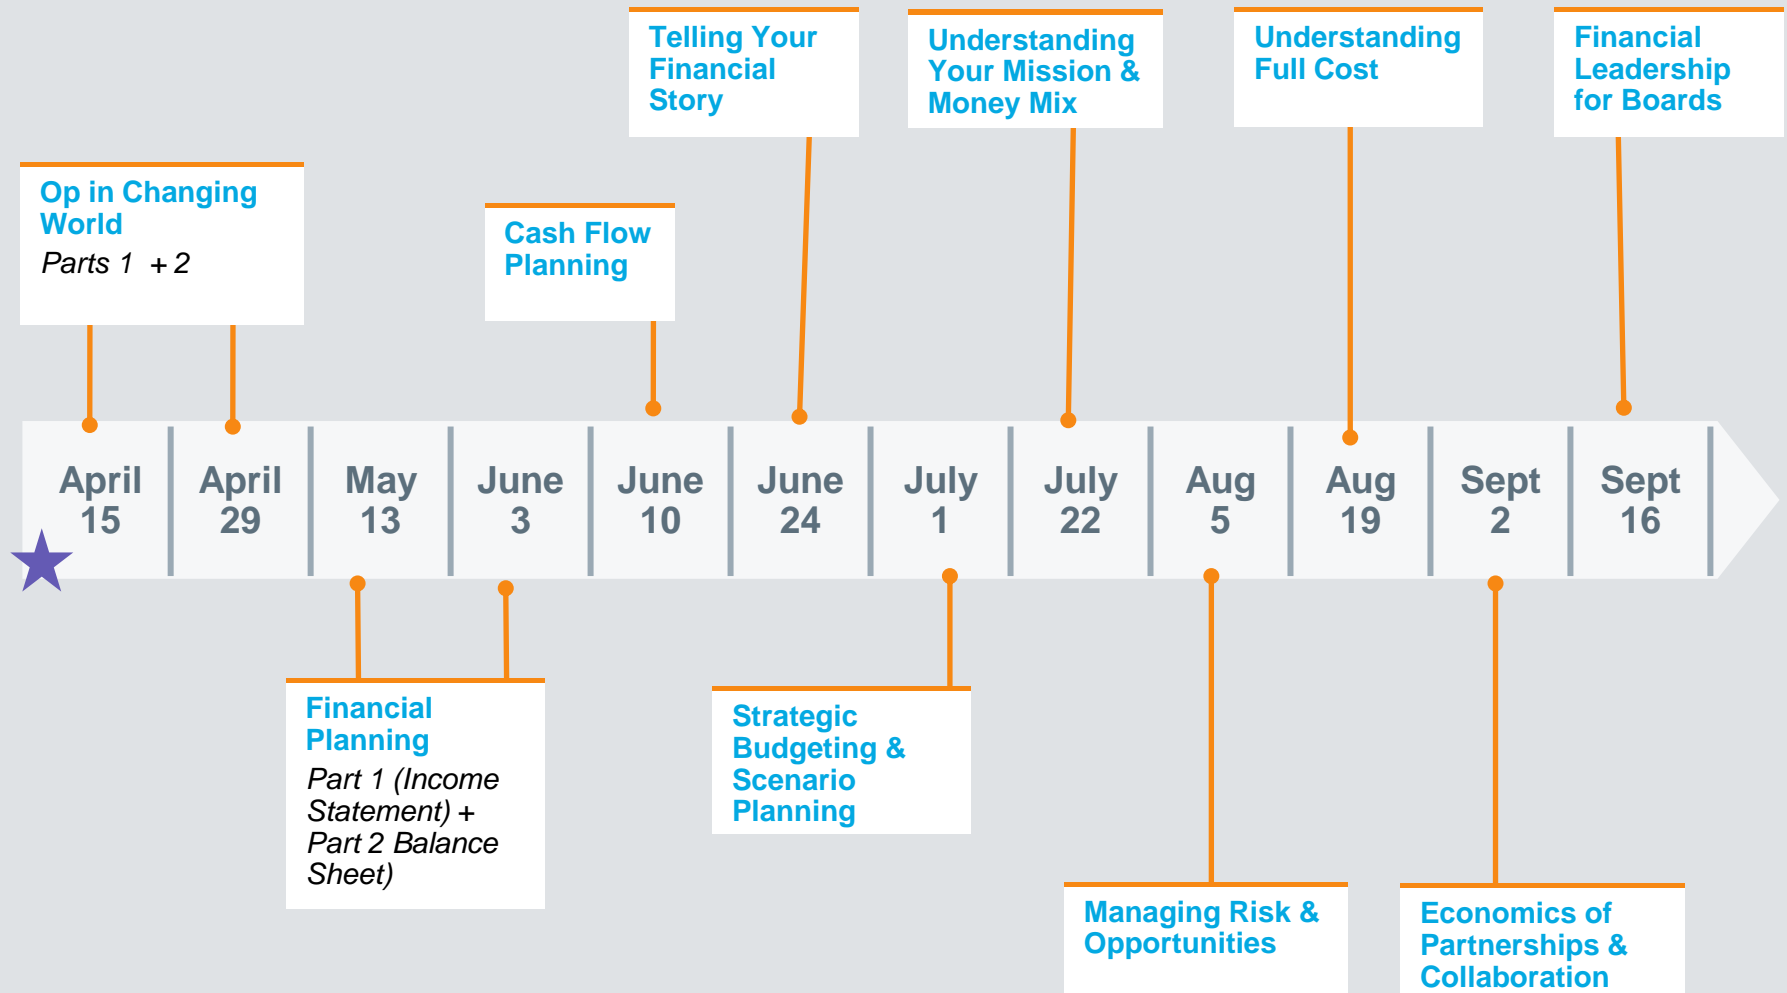 Telling Your
Financial
Story
Understanding
Your Mission &
Money Mix
Understanding
Full Cost
Financial
Leadership
for Boards
Op in Changing
World
Parts 1 + 2
Cash Flow
Planning
April
15
April
29
May
13
June
3
June
10
June
24
July
1
July
22
Aug
5
Aug
19
Sept
2
Sept
16
Financial
Planning
Part 1 (Income
Statement) +
Part 2 Balance
Sheet)
Strategic
Budgeting &
Scenario
Planning
Managing Risk &
Opportunities
Economics of
Partnerships &
Collaboration